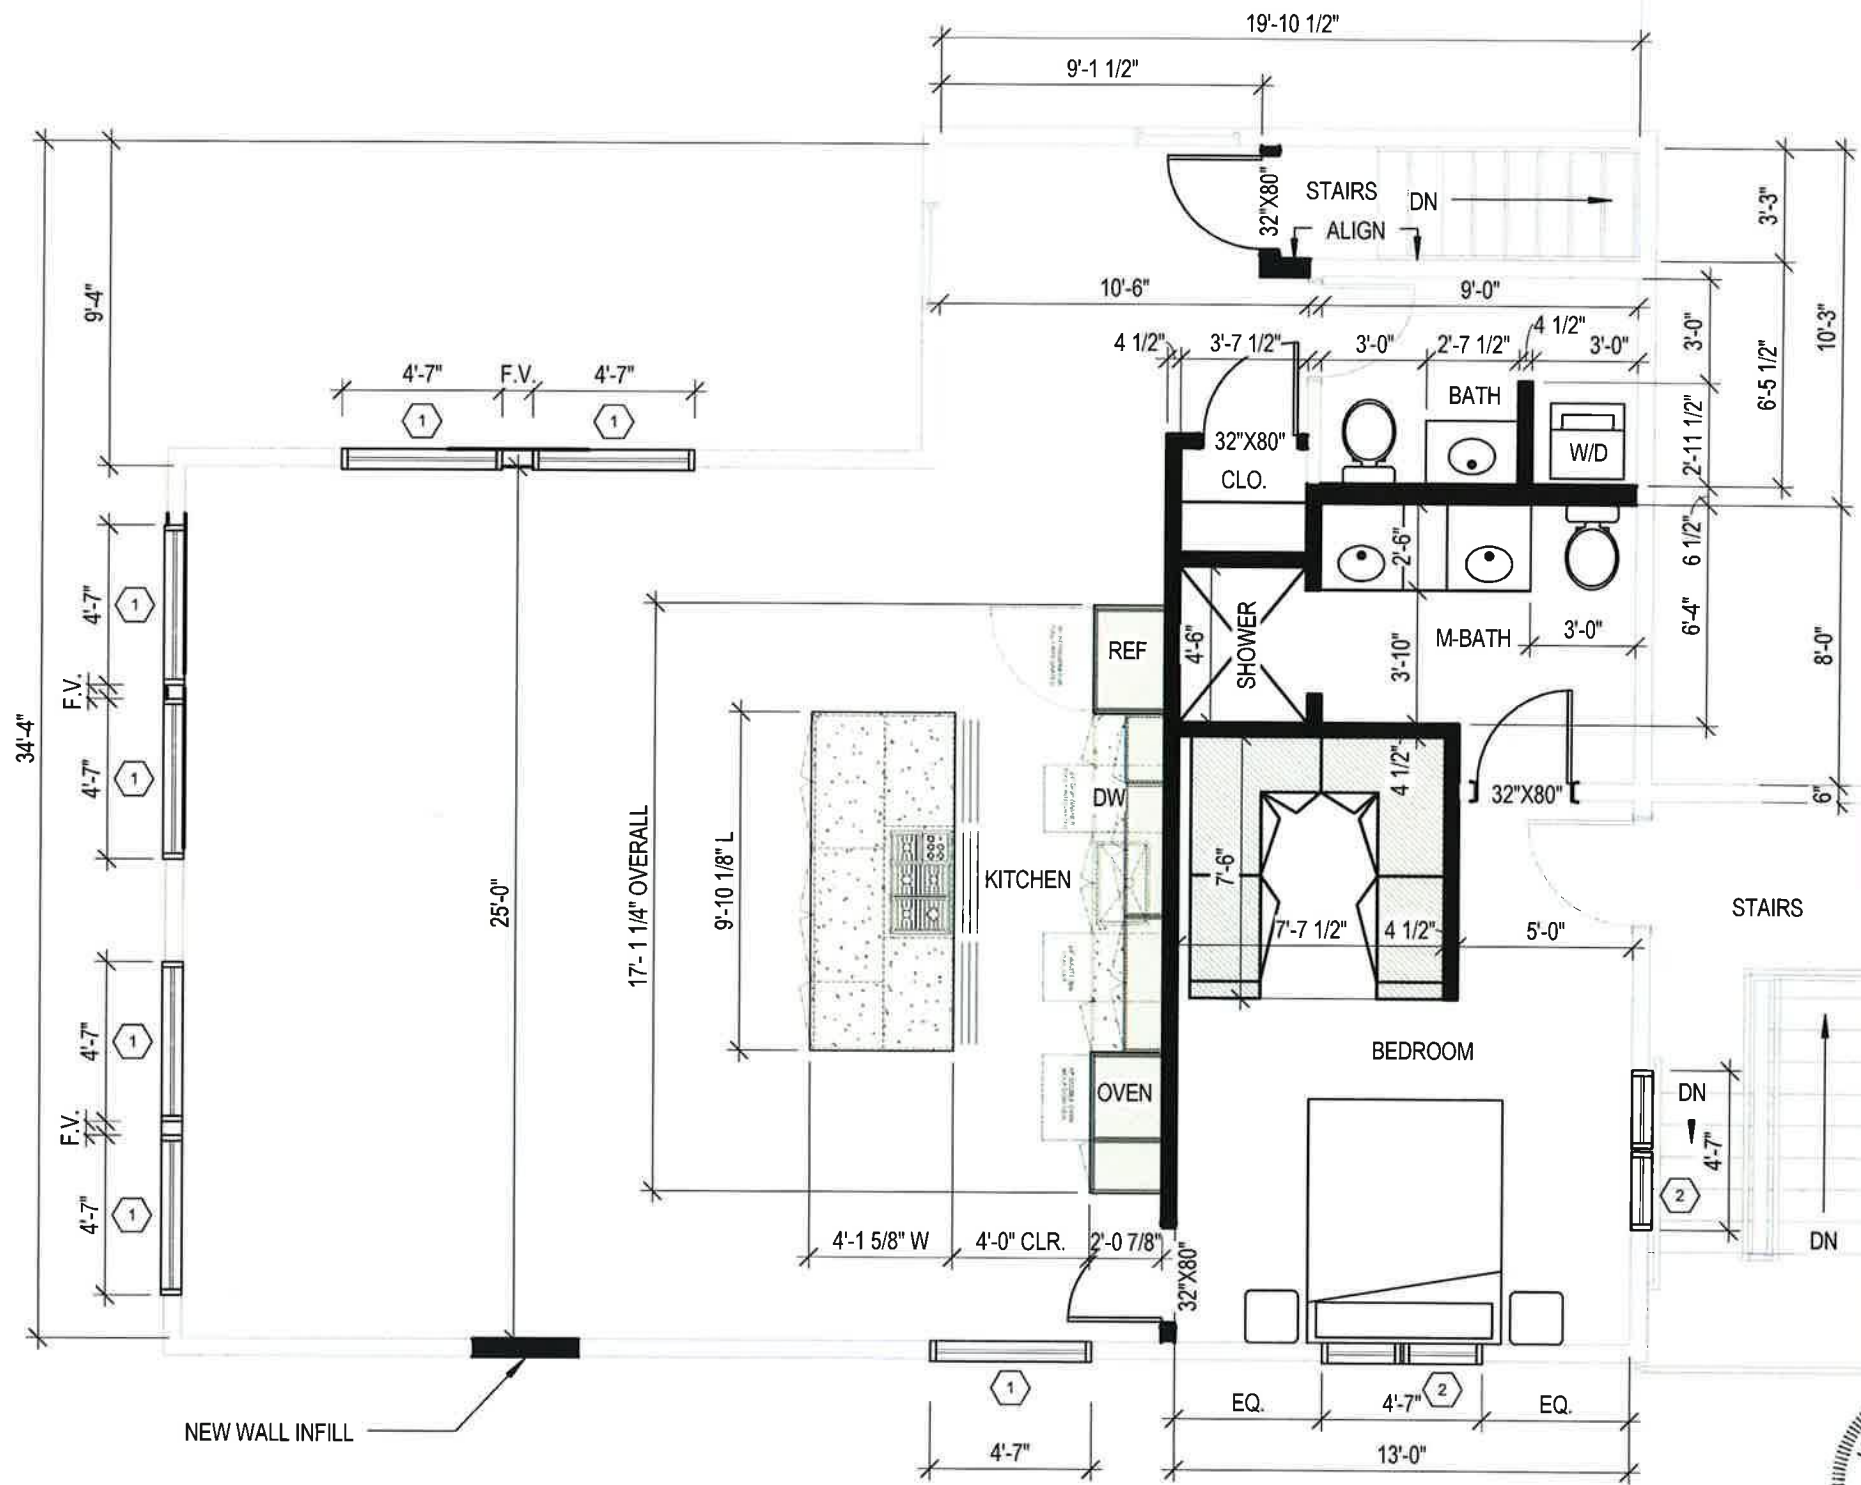 19'-10 1/2"
9'-1 1/2"
32"X80"
STAIRS
DN
ALIGN
3'-3"
9'-4"
10'-6"
9'-0"
4 1/2"
3'-7 1/2"
3'-0"
2'-7 1/2"
4 1/2"
3'-0"
3'-0"
6'-5 1/2"
10'-3"
4'-7"
F.V.
4'-7"
1
1
BATH
32"X80"
CLO.
W/D
2'-11 1/2"
6 1/2"
2'-6"
4'-7"
1
F.V.
4'-7"
1
34'-4"
REF
4'-6"
SHOWER
3'-10"
M-BATH
3'-0"
6'-4"
8'-0"
DW
4 1/2"
32"X80"
6"
17'- 1 1/4" OVERALL
9'-10 1/8" L
25'-0"
KITCHEN
7'-6"
7'-7 1/2"
4 1/2"
5'-0"
STAIRS
4'-7"
1
F.V.
4'-7"
1
BEDROOM
OVEN
DN
4'-7"
2
DN
4'-1 5/8" W
4'-0" CLR.
2'-0 7/8"
32"X80"
1
EQ.
4'-7"
2
EQ.
NEW WALL INFILL
4'-7"
13'-0"